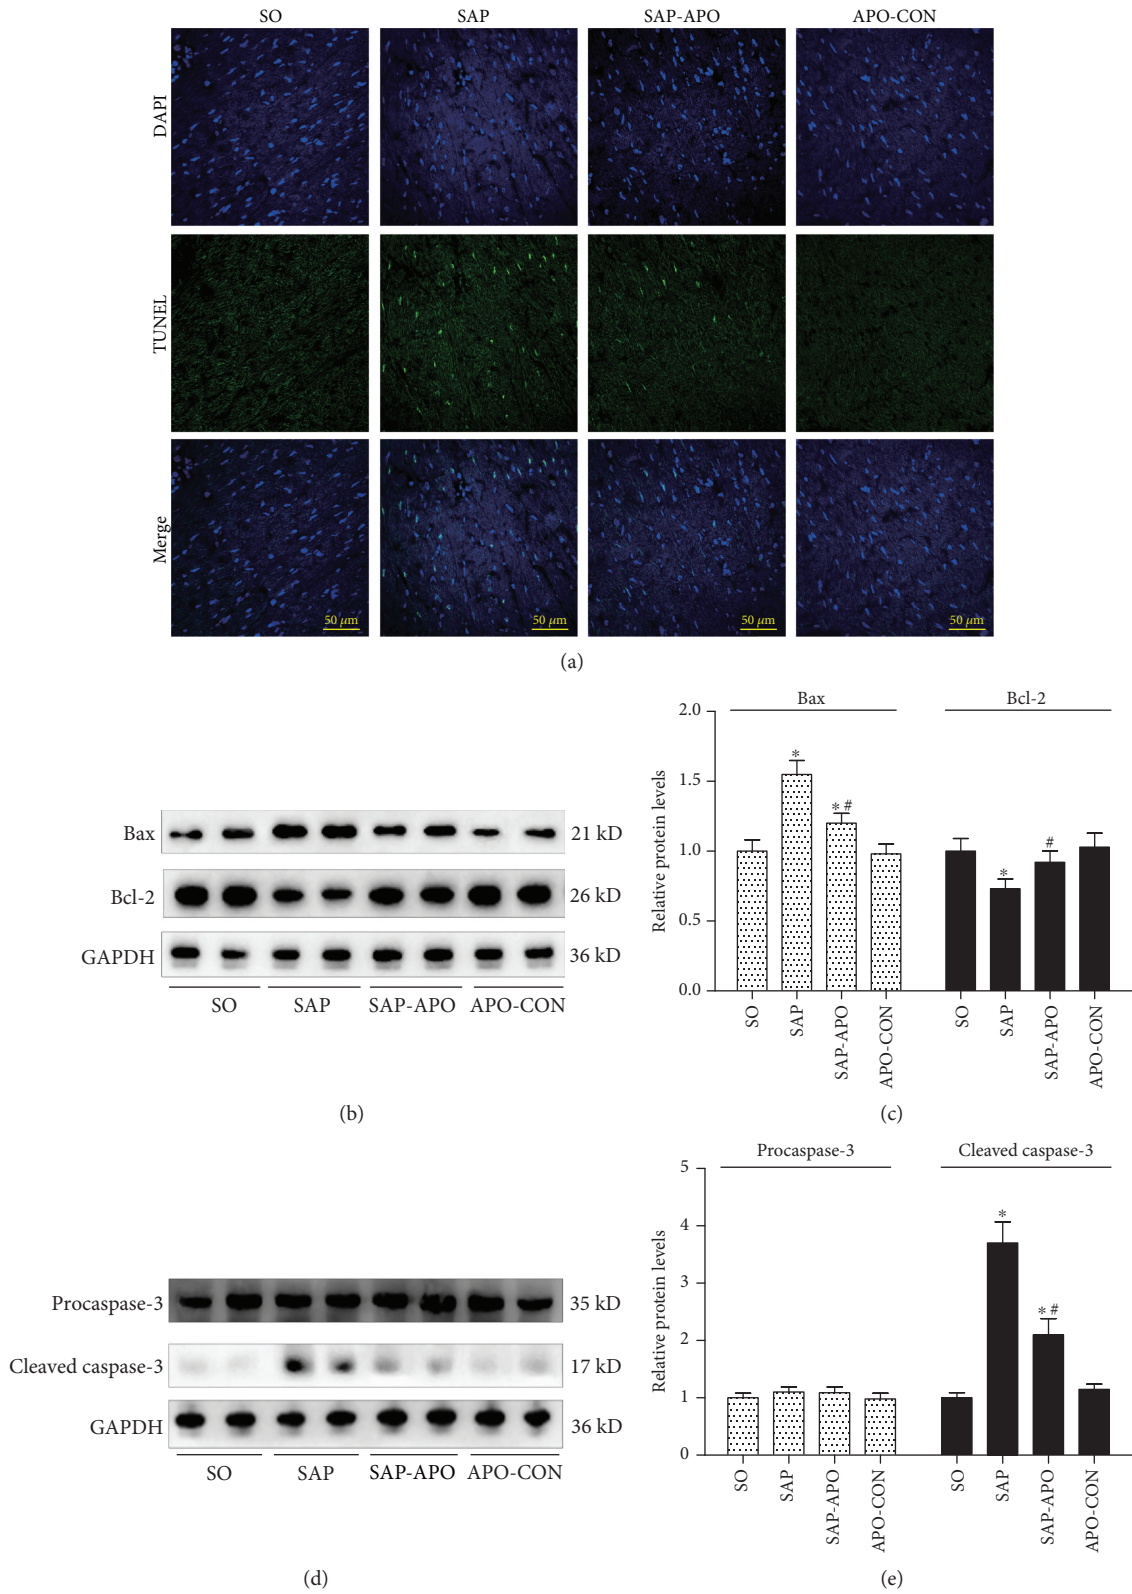 SO SAP SAP-APO APO-CON
DAPI
TUNEL
Merge
50 µm 50 µm 50 µm 50 µm
(a)
Bax 21 kD
Bcl-2 26 kD
GAPDH 36 kD
SO SAP SAP-APO APO-CON
(b)
Bax Bcl-2
Relative protein levels
2.0
1.5
1.0
0.5
0.0
*
* #
*
#
SO SAP SAP-APO APO-CON SO SAP SAP-APO APO-CON
(c)
Procaspase-3 35 kD
Cleaved caspase-3 17 kD
GAPDH 36 kD
SO SAP SAP-APO APO-CON
(d)
Procaspase-3 Cleaved caspase-3
Relative protein levels
5
4
3
2
1
0
*
* #
SO SAP SAP-APO APO-CON SO SAP SAP-APO APO-CON
(e)